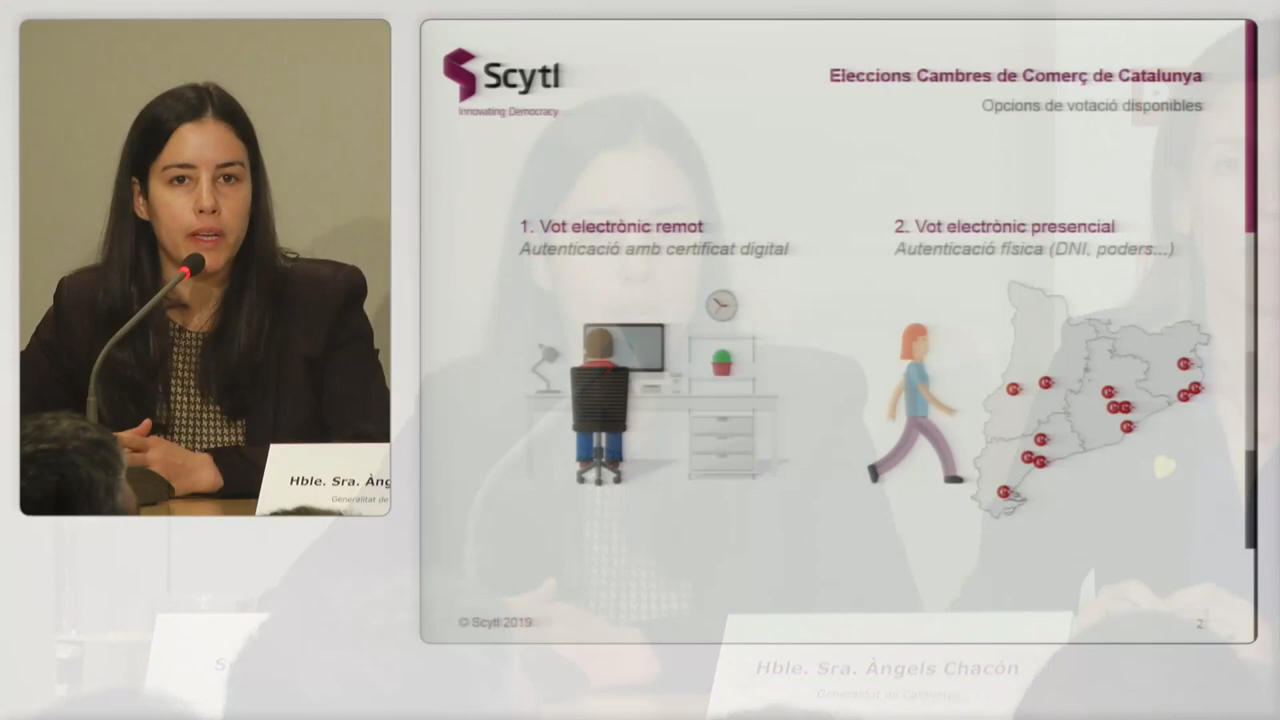 Hble. Sra. Àng
Generalitat de
Scytl
Innovating Democracy
Eleccions Cambres de Comerç de Catalunya
Opcions de votació disponibles
1. Vot electrònic remot
Autenticació amb certificat digital
2. Vot electrònic presencial
Autenticació física (DNI, poders...)
© Scytl 2019
2
Hble. Sra. Àngels Chacón
Generalitat de Catalunya